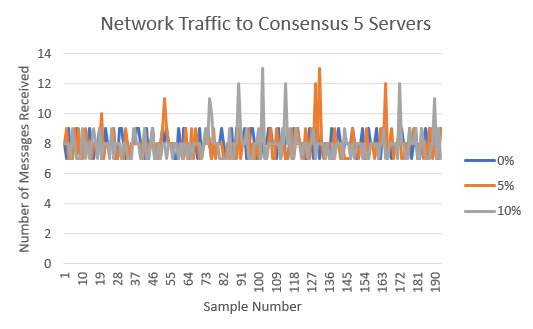 Network Traffic to Consensus 5 Servers
Number of Messages Received
14
12
10
8
6
4
2
0
1 10 19 28 37 46 55 64 73 82 91 100 109 118 127 136 145 154 163 172 181 190
Sample Number
0%
5%
10%